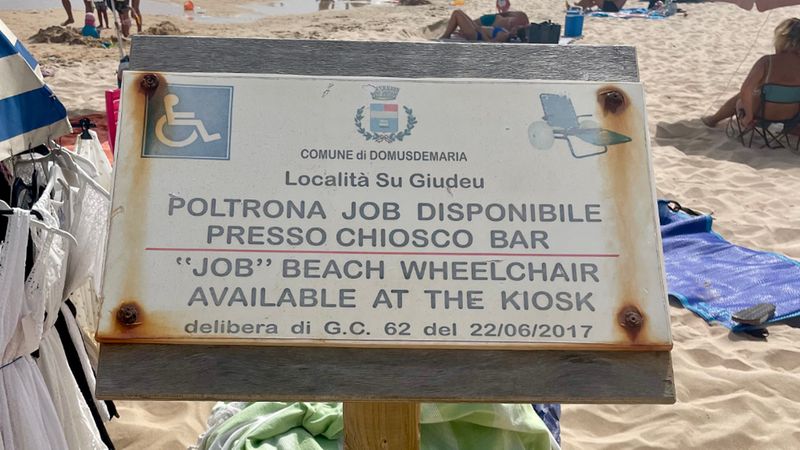 COMUNE di DOMUSDEMARIA
Località Su Giudeu
POLTRONA JOB DISPONIBILE
PRESSO CHIOSCO BAR
"JOB" BEACH WHEELCHAIR
AVAILABLE AT THE KIOSK
delibera di G.C. 62 del 22/06/2017